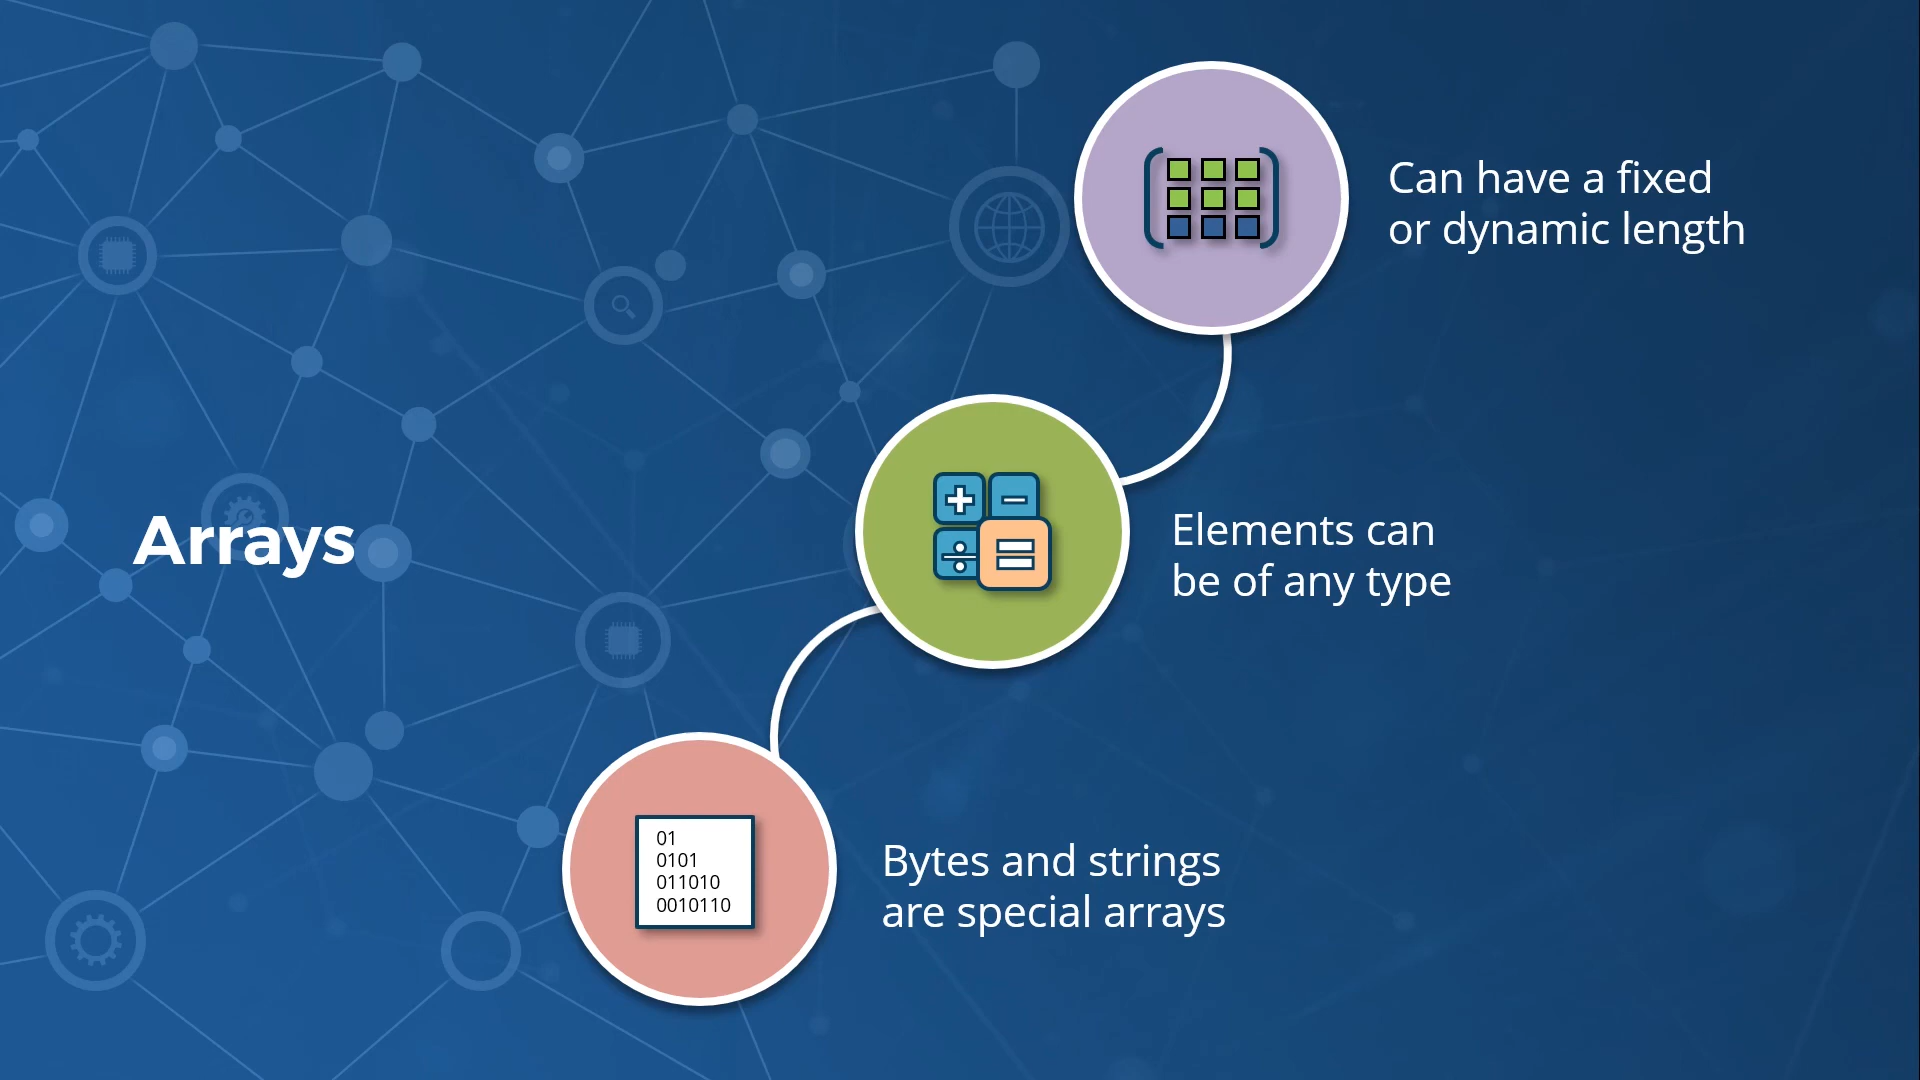 Arrays
Can have a fixed
or dynamic length
Elements can
be of any type
01
0101
011010
0010110
Bytes and strings
are special arrays